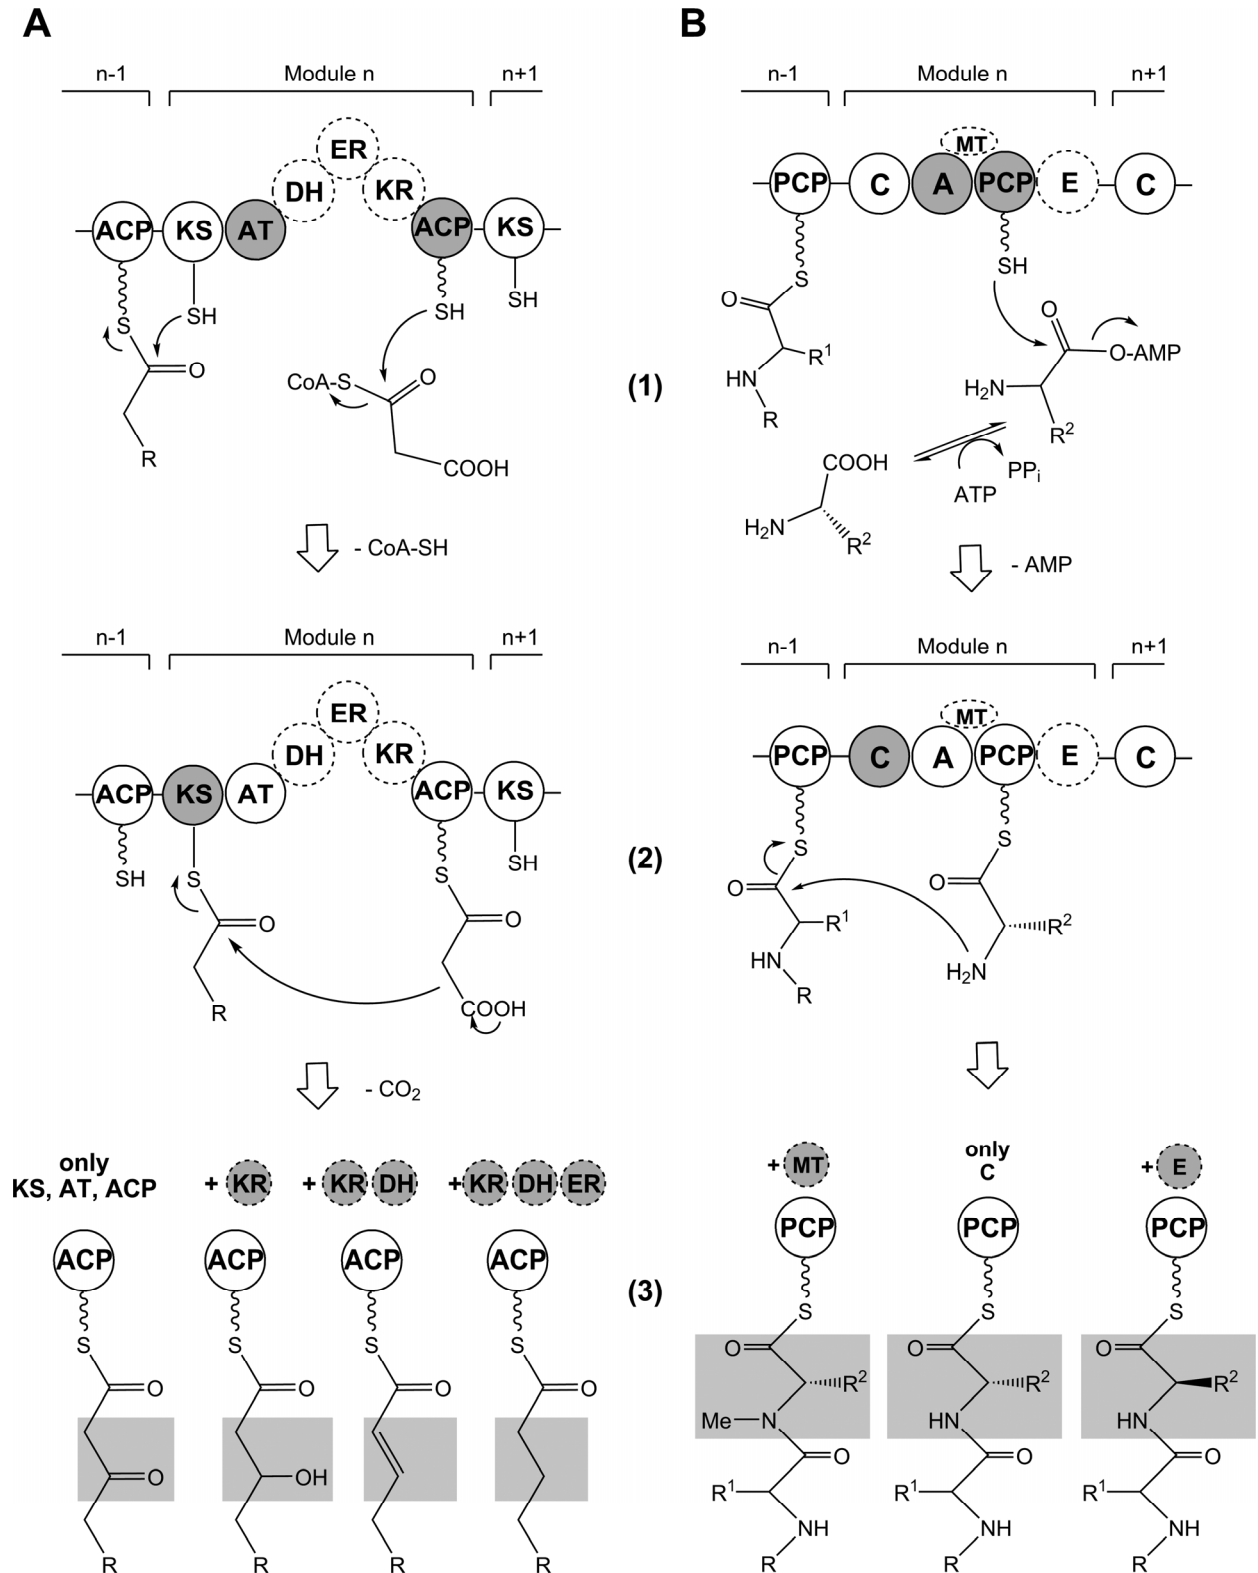 A
n-1 Module n n+1
ER
DH KR
ACP KS AT ACP KS
SH SH SH
S
O
CoA-S O
R
COOH
- CoA-SH
n-1 Module n n+1
ER
DH KR
ACP KS AT ACP KS
SH S S SH
O O
R COOH
- CO2
only
KS, AT, ACP + KR + KR DH + KR DH ER
ACP ACP ACP ACP
S S S S
O O O O
O OH
R R R R
(1)
(2)
(3)
B
n-1 Module n n+1
MT
PCP C A PCP E C
SH
S
O O
R1 O-AMP
HN H2N
R R2
COOH PPi
ATP
H2N R2
- AMP
n-1 Module n n+1
MT
PCP C A PCP E C
S S
O O
R1 R2
HN H2N
R
+ MT only + E
C
PCP PCP PCP
S S S
O O O
R2 R2 R2
Me N HN HN
O O O
R1 R1 R1
NH NH NH
R R R